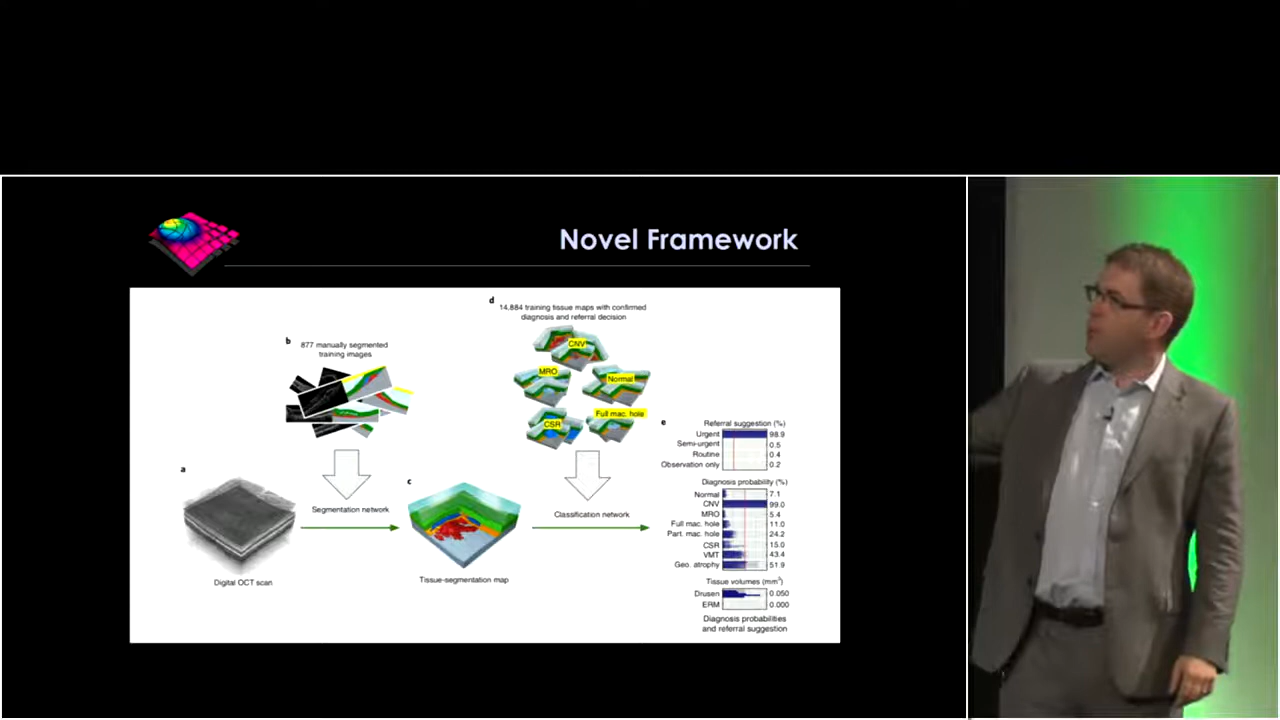 Novel Framework
d
14,884 training tissue maps with confirmed
diagnosis and referral decision
b
877 manually segmented
training images
CNV
MRO
Normal
CSR
Full mac. hole
a
Digital OCT scan
Segmentation network
c
Tissue-segmentation map
Classification network
e
Referral suggestion (%)
Urgent 98.9
Semi-urgent 0.5
Routine 0.4
Observation only 0.2
Diagnosis probability (%)
Normal 7.1
CNV 99.0
MRO 5.4
Full mac. hole 11.0
Part. mac. hole 24.2
CSR 15.0
VMT 43.4
Geo. atrophy 51.9
Tissue volumes (mm³)
Drusen 0.050
ERM 0.000
Diagnosis probabilities
and referral suggestion